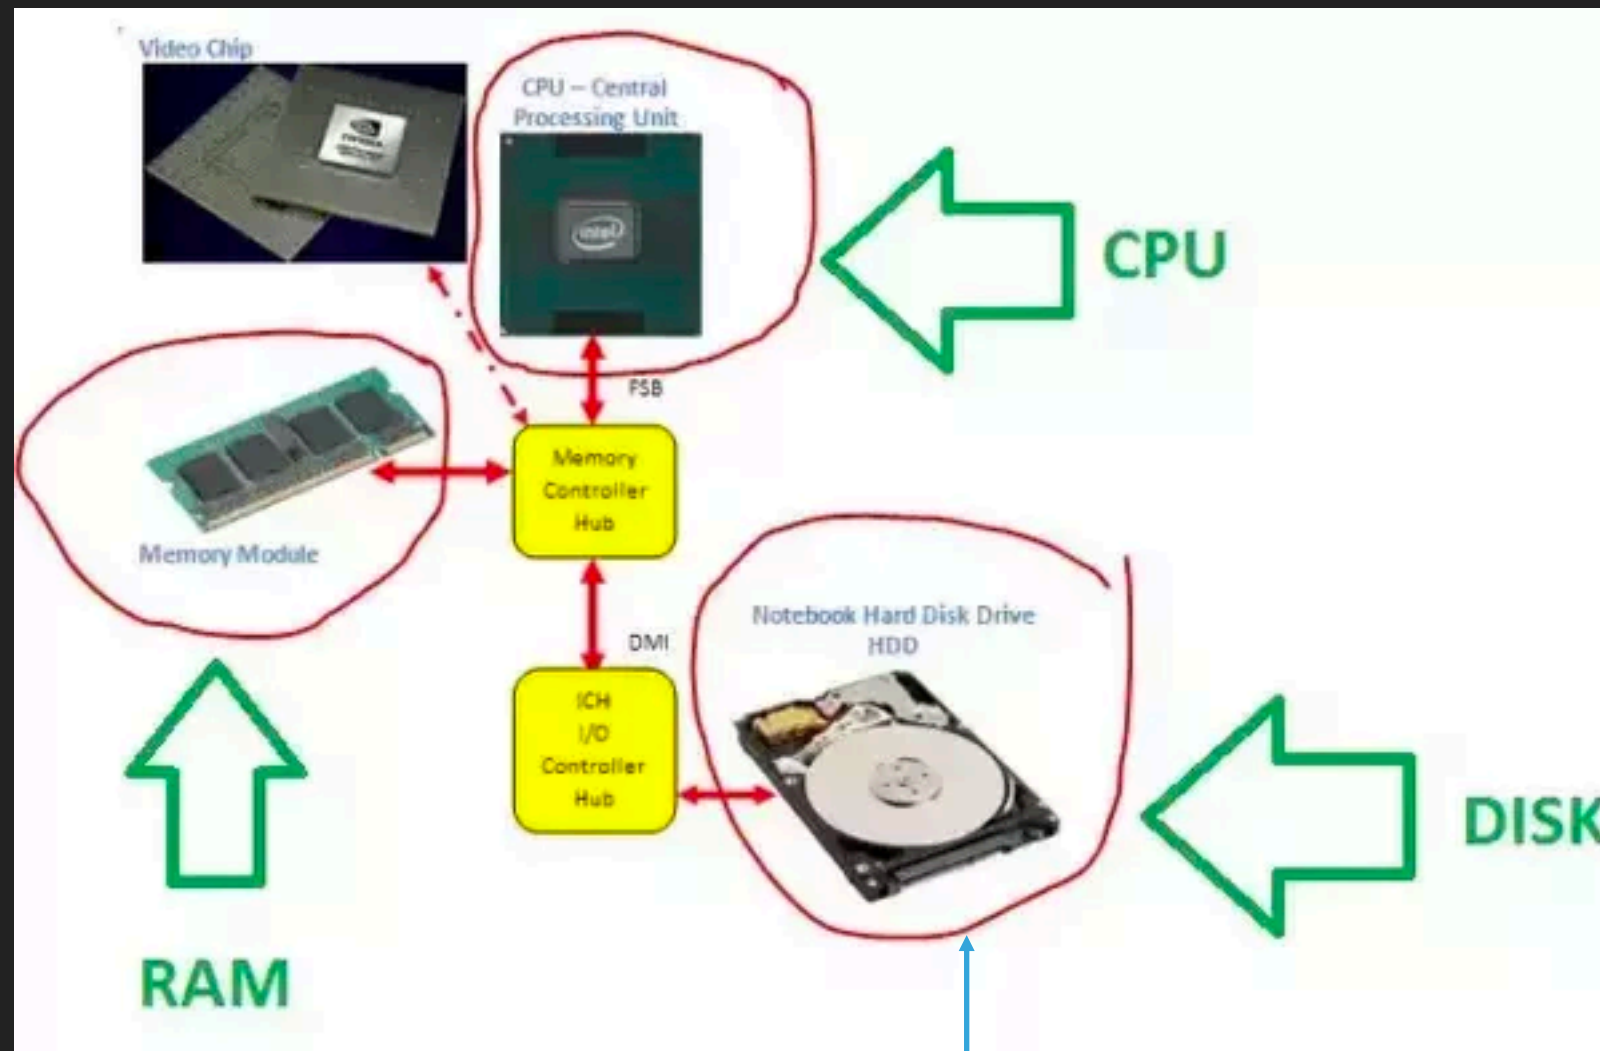 Video Chip
CPU – Central
Processing Unit
intel
CPU
FSB
Memory
Controller
Hub
Memory Module
Notebook Hard Disk Drive
HDD
DMI
ICH
I/O
Controller
Hub
DISK
RAM